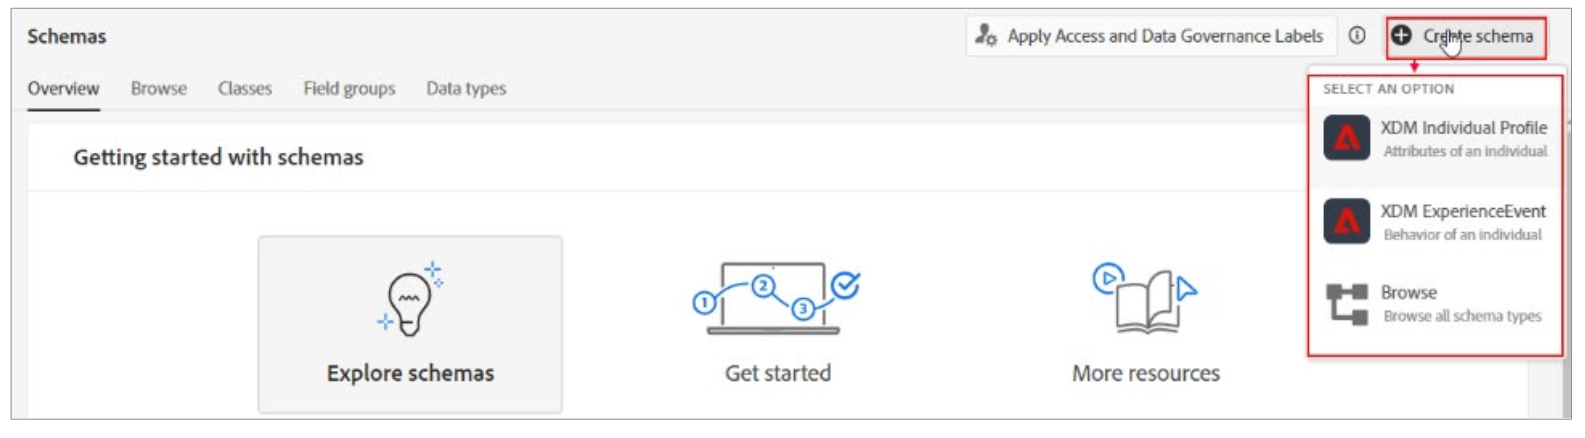 Schemas
Apply Access and Data Governance Labels
Create schema
Overview Browse Classes Field groups Data types
SELECT AN OPTION
XDM Individual Profile
Attributes of an individual
XDM ExperienceEvent
Behavior of an individual
Browse
Browse all schema types
Getting started with schemas
1 2 3
Explore schemas Get started More resources